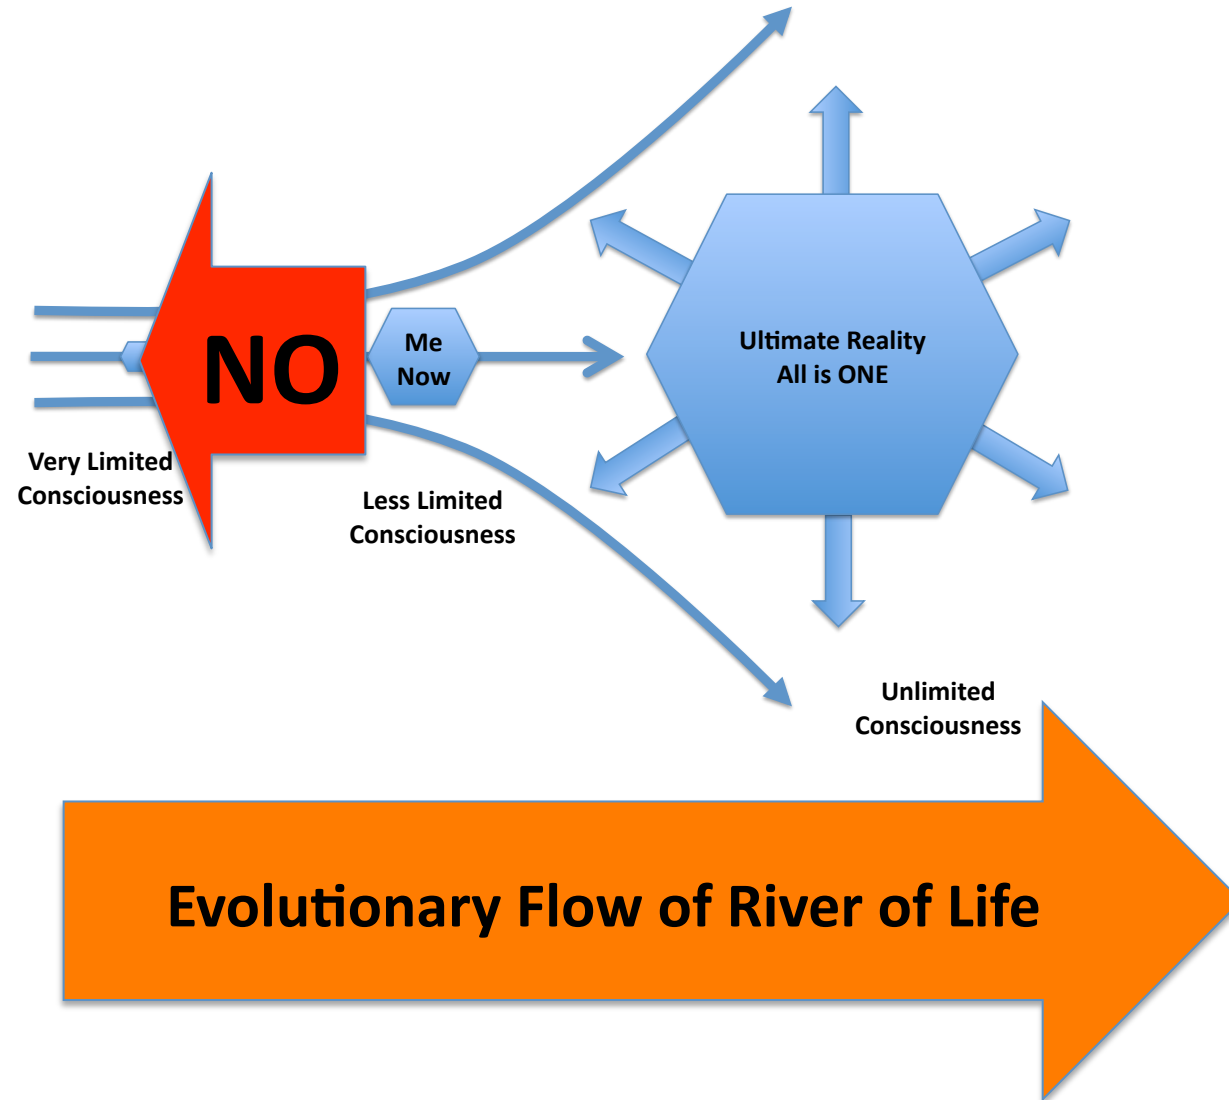 NO
Me
Now
Ultimate Reality
All is ONE
Very Limited
Consciousness
Less Limited
Consciousness
Unlimited
Consciousness
Evolutionary Flow of River of Life